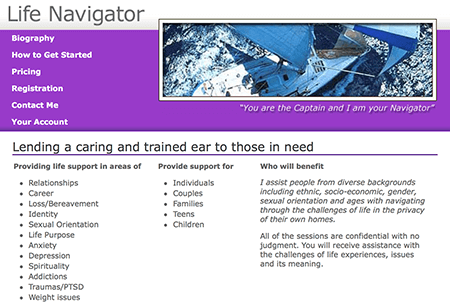 Life Navigator
Biography
How to Get Started
Pricing
Registration
Contact Me
Your Account
“You are the Captain and I am your Navigator”
Lending a caring and trained ear to those in need
Providing life support in areas of
Relationships
Career
Loss/Bereavement
Identity
Sexual Orientation
Life Purpose
Anxiety
Depression
Spirituality
Addictions
Traumas/PTSD
Weight issues
Provide support for
Individuals
Couples
Families
Teens
Children
Who will benefit
I assist people from diverse backgrounds
including ethnic, socio-economic, gender,
sexual orientation and ages with navigating
through the challenges of life in the privacy
of their own homes.
All of the sessions are confidential with no
judgment. You will receive assistance with
the challenges of life experiences, issues
and its meaning.